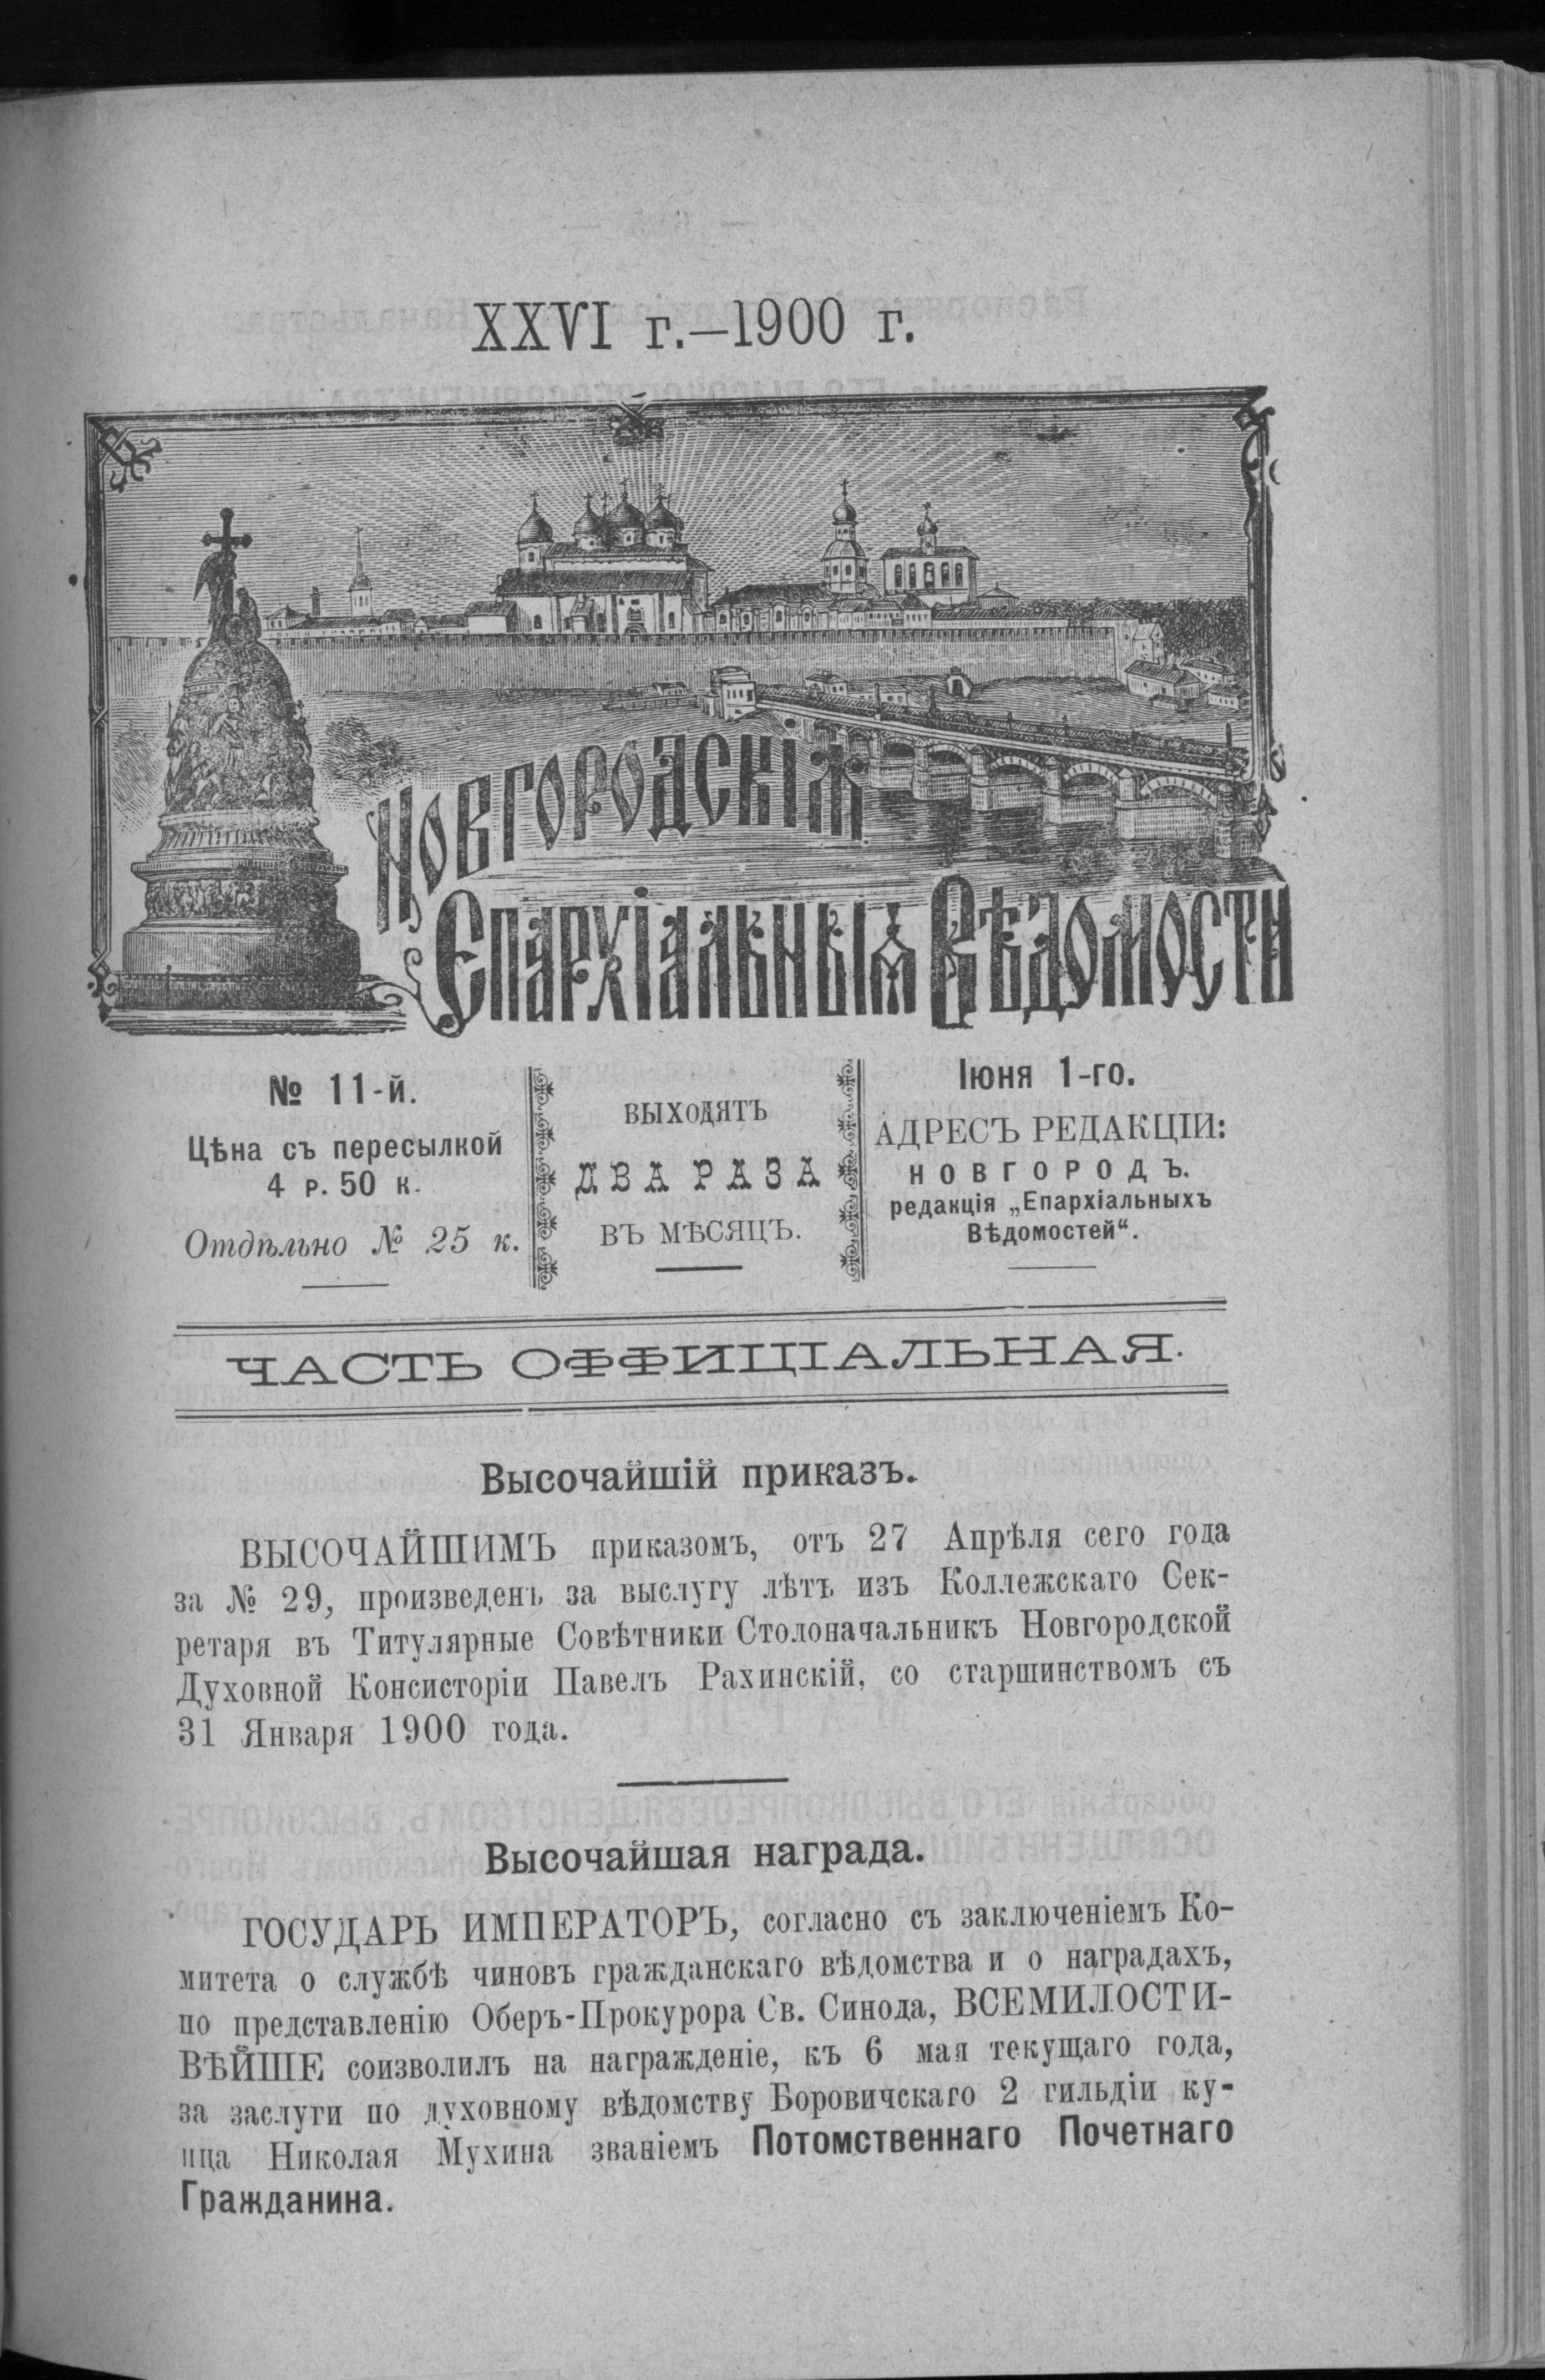 XXVI г.—1900 г.
Новгородскія
Епархіальныя Вѣдомости
№ 11-й.
Цѣна съ пересылкой
4 р. 50 к.
Отдѣльно № 25 к.
ВЫХОДЯТЪ
ДВА РАЗА
ВЪ МѢСЯЦЪ.
Іюня 1-го.
АДРЕСЪ РЕДАКЦІИ:
НОВГОРОДЪ.
редакція „Епархіальныхъ
Вѣдомостей“.
ЧАСТЬ ОФФИЦІАЛЬНАЯ.
Высочайшій приказъ.
ВЫСОЧАЙШИМЪ приказомъ, отъ 27 Апрѣля сего года
за № 29, произведенъ за выслугу лѣтъ изъ Коллежскаго Сек-
ретаря въ Титулярные Совѣтники Столоначальникъ Новгородской
Духовной Консисторіи Павелъ Рахинскій, со старшинствомъ съ
31 Января 1900 года.
Высочайшая награда.
ГОСУДАРЬ ИМПЕРАТОРЪ, согласно съ заключеніемъ Ко-
митета о службѣ чиновъ гражданскаго вѣдомства и о наградахъ,
по представленію Оберъ-Прокурора Св. Синода, ВСЕМИЛОСТИ-
ВѢЙШЕ соизволилъ на награжденіе, къ 6 мая текущаго года,
за заслуги по духовному вѣдомству Боровичскаго 2 гильдіи ку-
пца Николая Мухина званіемъ Потомственнаго Почетнаго
Гражданина.